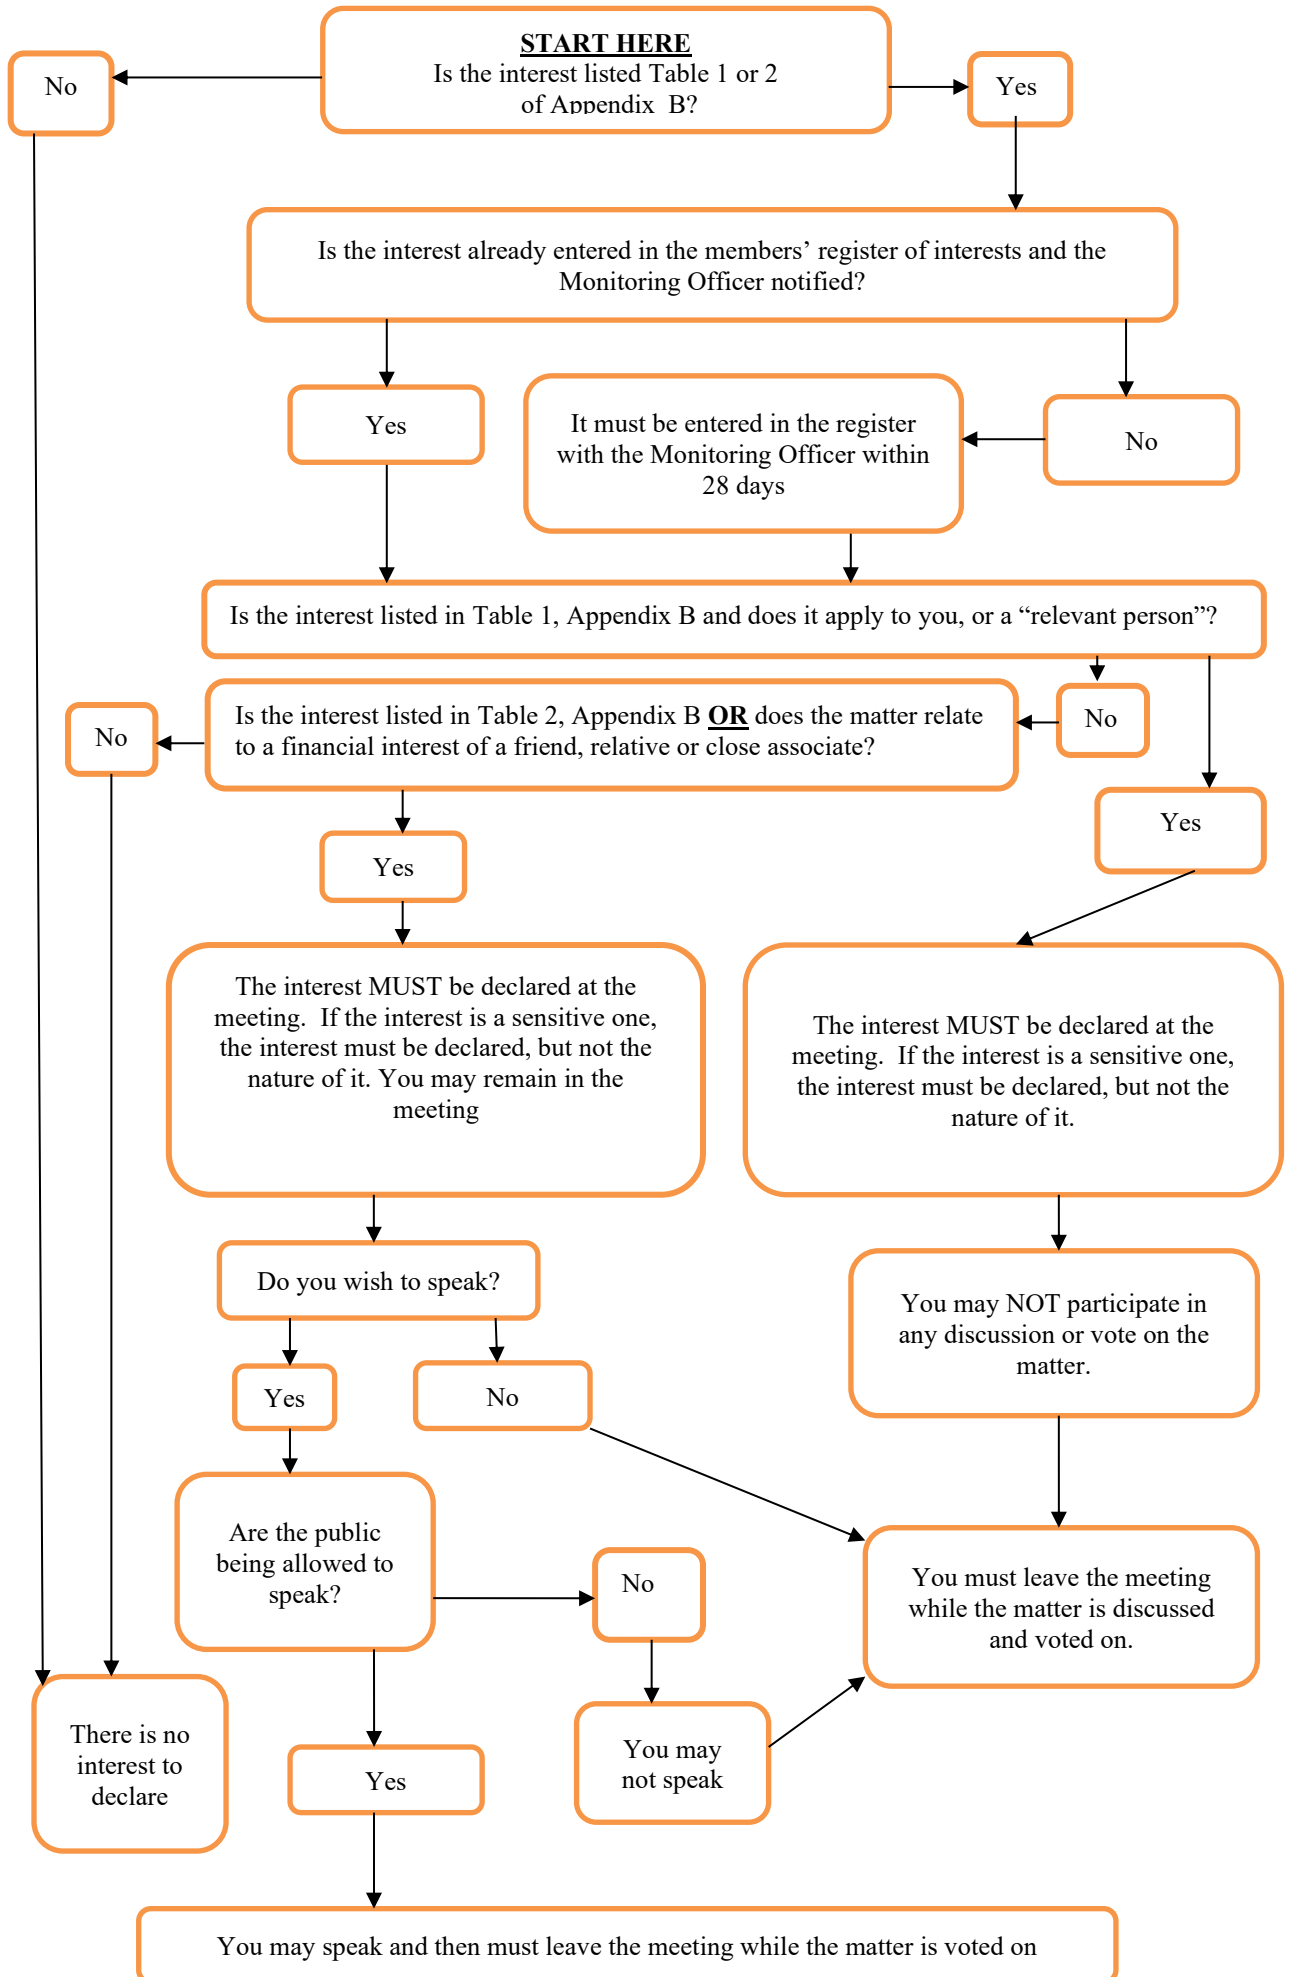 START HERE
Is the interest listed Table 1 or 2
of Appendix B?
No
Yes
Is the interest already entered in the members’ register of interests and the
Monitoring Officer notified?
Yes
It must be entered in the register
with the Monitoring Officer within
28 days
No
Is the interest listed in Table 1, Appendix B and does it apply to you, or a “relevant person”?
No
Is the interest listed in Table 2, Appendix B OR does the matter relate
to a financial interest of a friend, relative or close associate?
No
Yes
Yes
The interest MUST be declared at the
meeting. If the interest is a sensitive one,
the interest must be declared, but not the
nature of it. You may remain in the
meeting
The interest MUST be declared at the
meeting. If the interest is a sensitive one,
the interest must be declared, but not the
nature of it.
Do you wish to speak?
You may NOT participate in
any discussion or vote on the
matter.
Yes
No
Are the public
being allowed to
speak?
No
You must leave the meeting
while the matter is discussed
and voted on.
There is no
interest to
declare
Yes
You may
not speak
You may speak and then must leave the meeting while the matter is voted on